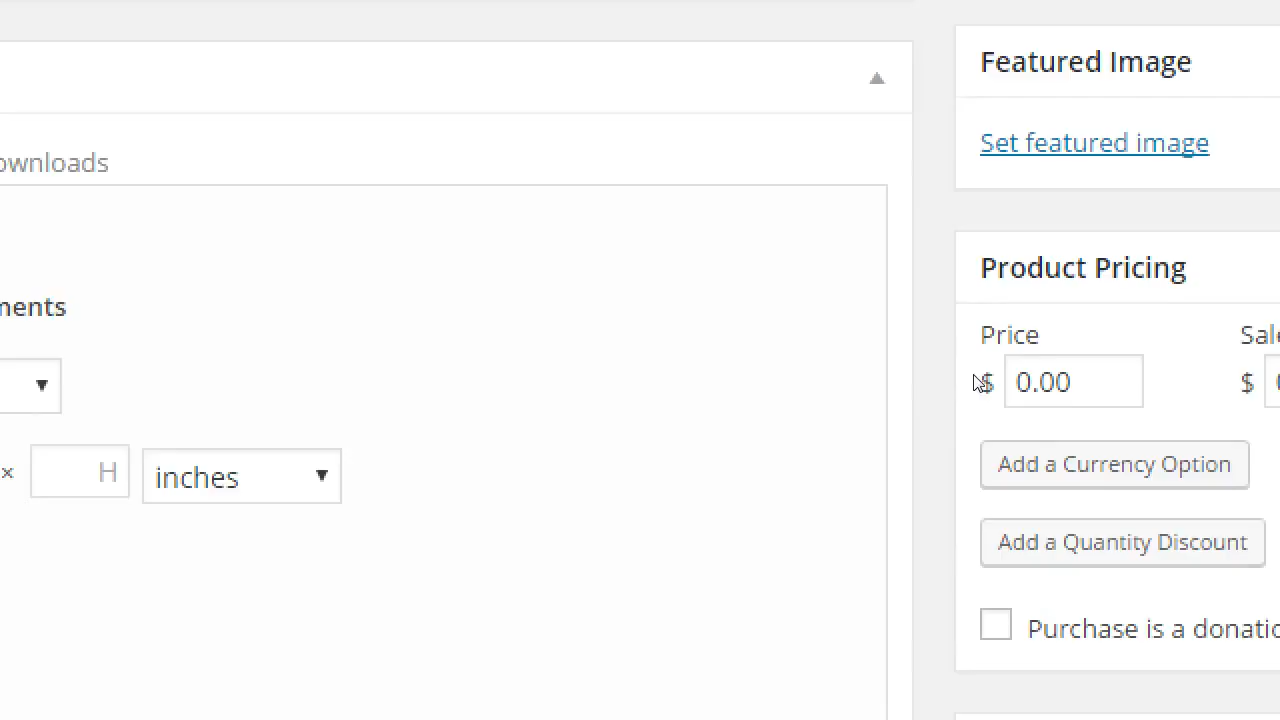 Featured Image
Set featured image
ownloads
ments
× H inches
Product Pricing
Price
$ 0.00 $
Add a Currency Option
Add a Quantity Discount
Purchase is a